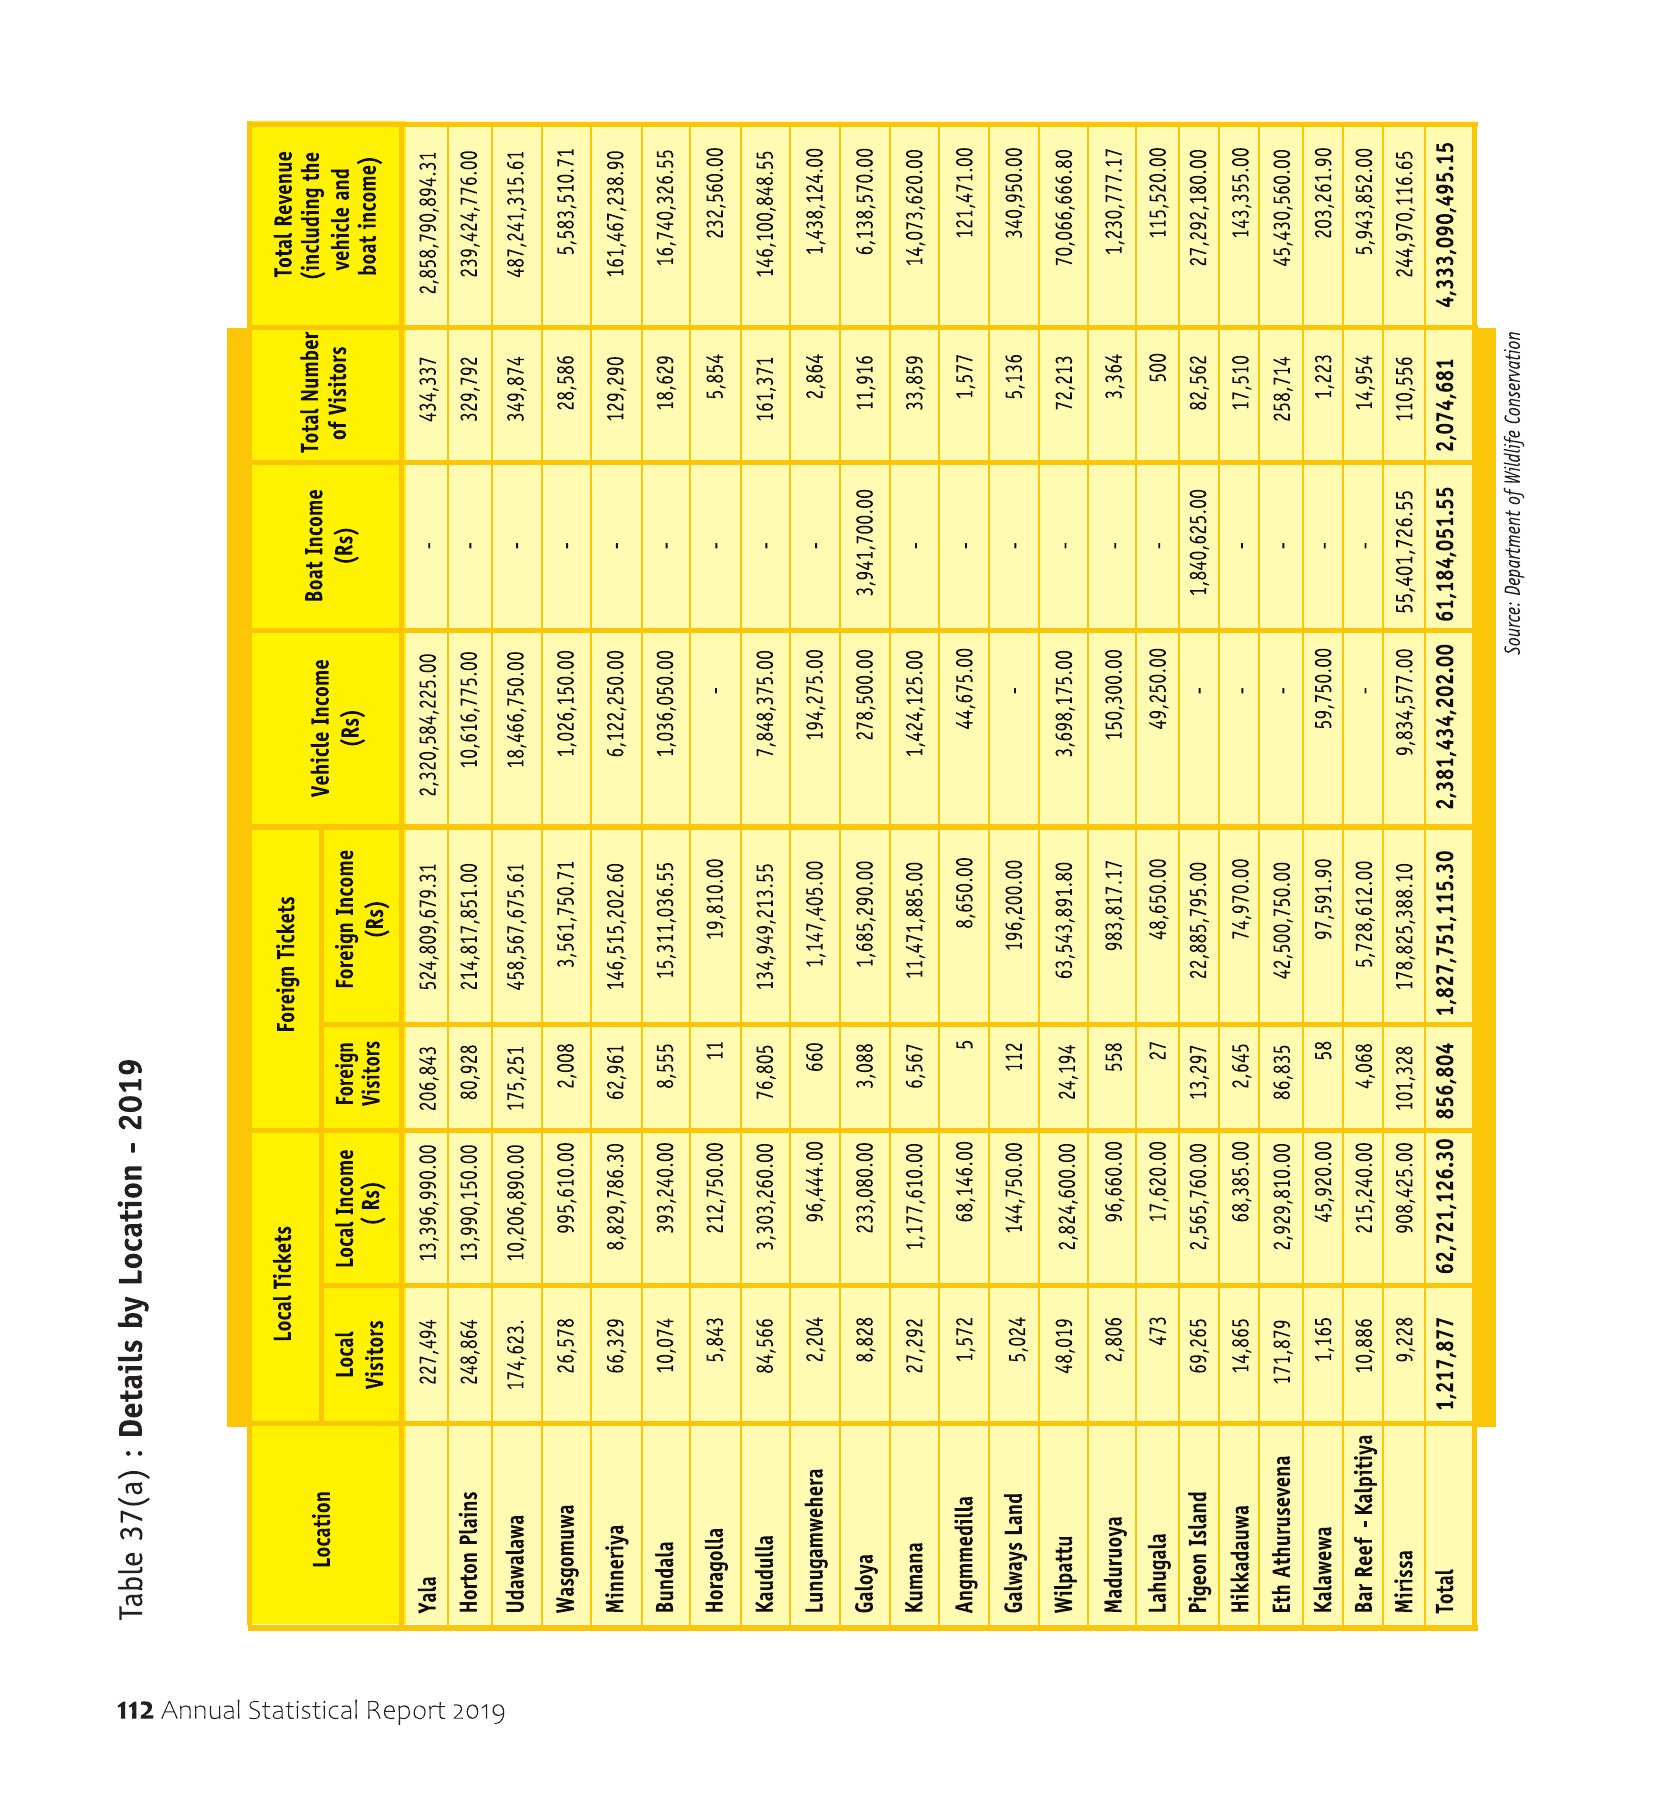 Table 37(a) : Details by Location - 2019
Location | Local Tickets | Foreign Tickets | Vehicle Income (Rs) | Boat Income (Rs) | Total Number of Visitors | Total Revenue (including the vehicle and boat income)
Local Visitors | Local Income ( Rs) | Foreign Visitors | Foreign Income (Rs)
Yala 227,494 13,396,990.00 206,843 524,809,679.31 2,320,584,225.00 - 434,337 2,858,790,894.31
Horton Plains 248,864 13,990,150.00 80,928 214,817,851.00 10,616,775.00 - 329,792 239,424,776.00
Udawalawa 174,623. 10,206,890.00 175,251 458,567,675.61 18,466,750.00 - 349,874 487,241,315.61
Wasgomuwa 26,578 995,610.00 2,008 3,561,750.71 1,026,150.00 - 28,586 5,583,510.71
Minneriya 66,329 8,829,786.30 62,961 146,515,202.60 6,122,250.00 - 129,290 161,467,238.90
Bundala 10,074 393,240.00 8,555 15,311,036.55 1,036,050.00 - 18,629 16,740,326.55
Horagolla 5,843 212,750.00 11 19,810.00 - - 5,854 232,560.00
Kaudulla 84,566 3,303,260.00 76,805 134,949,213.55 7,848,375.00 - 161,371 146,100,848.55
Lunugamwehera 2,204 96,444.00 660 1,147,405.00 194,275.00 - 2,864 1,438,124.00
Galoya 8,828 233,080.00 3,088 1,685,290.00 278,500.00 3,941,700.00 11,916 6,138,570.00
Kumana 27,292 1,177,610.00 6,567 11,471,885.00 1,424,125.00 - 33,859 14,073,620.00
Angmmedilla 1,572 68,146.00 5 8,650.00 44,675.00 - 1,577 121,471.00
Galways Land 5,024 144,750.00 112 196,200.00 - - 5,136 340,950.00
Wilpattu 48,019 2,824,600.00 24,194 63,543,891.80 3,698,175.00 - 72,213 70,066,666.80
Maduruoya 2,806 96,660.00 558 983,817.17 150,300.00 - 3,364 1,230,777.17
Lahugala 473 17,620.00 27 48,650.00 49,250.00 - 500 115,520.00
Pigeon Island 69,265 2,565,760.00 13,297 22,885,795.00 - 1,840,625.00 82,562 27,292,180.00
Hikkadauwa 14,865 68,385.00 2,645 74,970.00 - - 17,510 143,355.00
Eth Athurusevena 171,879 2,929,810.00 86,835 42,500,750.00 - - 258,714 45,430,560.00
Kalawewa 1,165 45,920.00 58 97,591.90 59,750.00 - 1,223 203,261.90
Bar Reef - Kalpitiya 10,886 215,240.00 4,068 5,728,612.00 - - 14,954 5,943,852.00
Mirissa 9,228 908,425.00 101,328 178,825,388.10 9,834,577.00 55,401,726.55 110,556 244,970,116.65
Total 1,217,877 62,721,126.30 856,804 1,827,751,115.30 2,381,434,202.00 61,184,051.55 2,074,681 4,333,090,495.15
Source: Department of Wildlife Conservation
112 Annual Statistical Report 2019